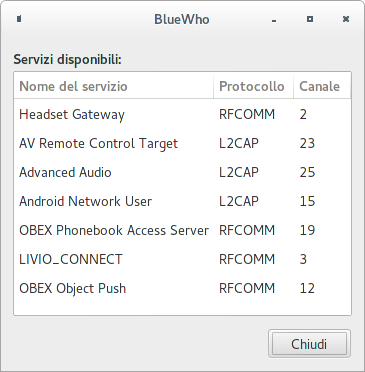 BlueWho
Servizi disponibili:
Nome del servizio Protocollo Canale
Headset Gateway RFCOMM 2
AV Remote Control Target L2CAP 23
Advanced Audio L2CAP 25
Android Network User L2CAP 15
OBEX Phonebook Access Server RFCOMM 19
LIVIO_CONNECT RFCOMM 3
OBEX Object Push RFCOMM 12
Chiudi